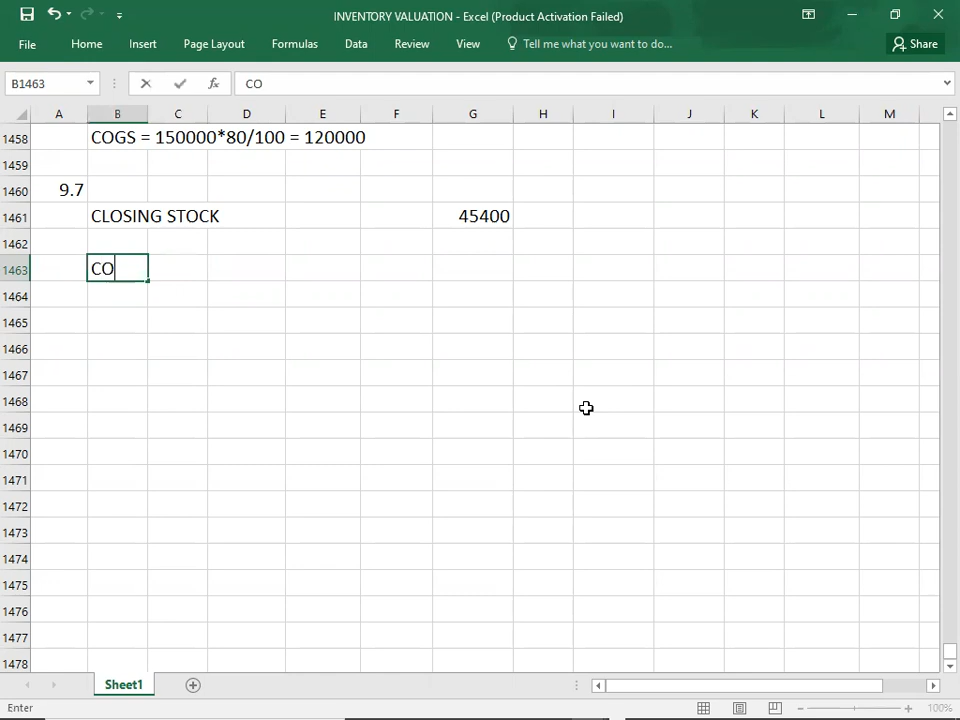 INVENTORY VALUATION - Excel (Product Activation Failed)
File Home Insert Page Layout Formulas Data Review View Tell me what you want to do... Share
B1463 fx CO
A B C D E F G H I J K L M
1458 COGS = 150000*80/100 = 120000
1459
1460 9.7
1461 CLOSING STOCK 45400
1462
1463 CO
1464
1465
1466
1467
1468
1469
1470
1471
1472
1473
1474
1475
1476
1477
1478
Sheet1
Enter 100%